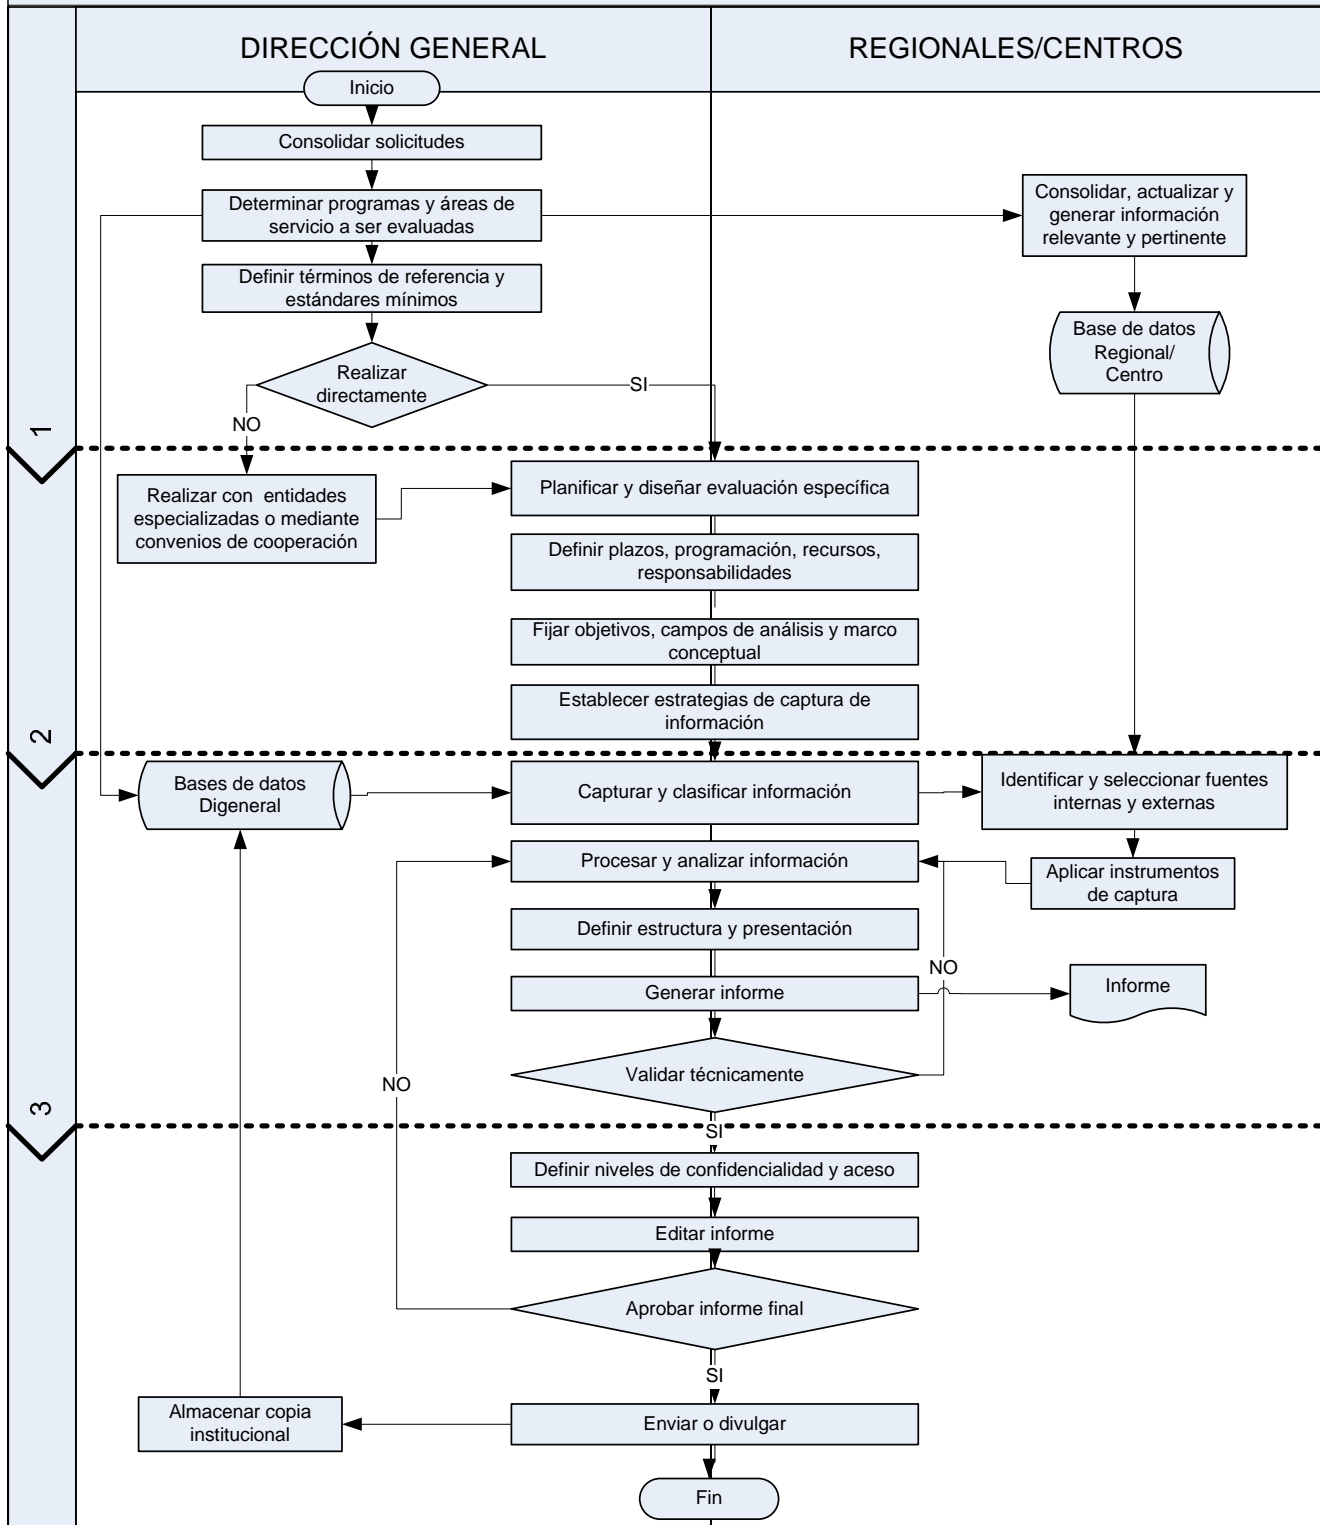 DIRECCIÓN GENERAL
REGIONALES/CENTROS
Inicio
Consolidar solicitudes
Determinar programas y áreas de
servicio a ser evaluadas
Consolidar, actualizar y
generar información
relevante y pertinente
Definir términos de referencia y
estándares mínimos
Base de datos
Regional/
Centro
Realizar
directamente
SI
NO
1
Realizar con entidades
especializadas o mediante
convenios de cooperación
Planificar y diseñar evaluación específica
Definir plazos, programación, recursos,
responsabilidades
Fijar objetivos, campos de análisis y marco
conceptual
Establecer estrategias de captura de
información
2
Bases de datos
Digeneral
Capturar y clasificar información
Identificar y seleccionar fuentes
internas y externas
Procesar y analizar información
Aplicar instrumentos
de captura
Definir estructura y presentación
NO
Generar informe
Informe
Validar técnicamente
NO
3
SI
Definir niveles de confidencialidad y aceso
Editar informe
Aprobar informe final
SI
Almacenar copia
institucional
Enviar o divulgar
Fin